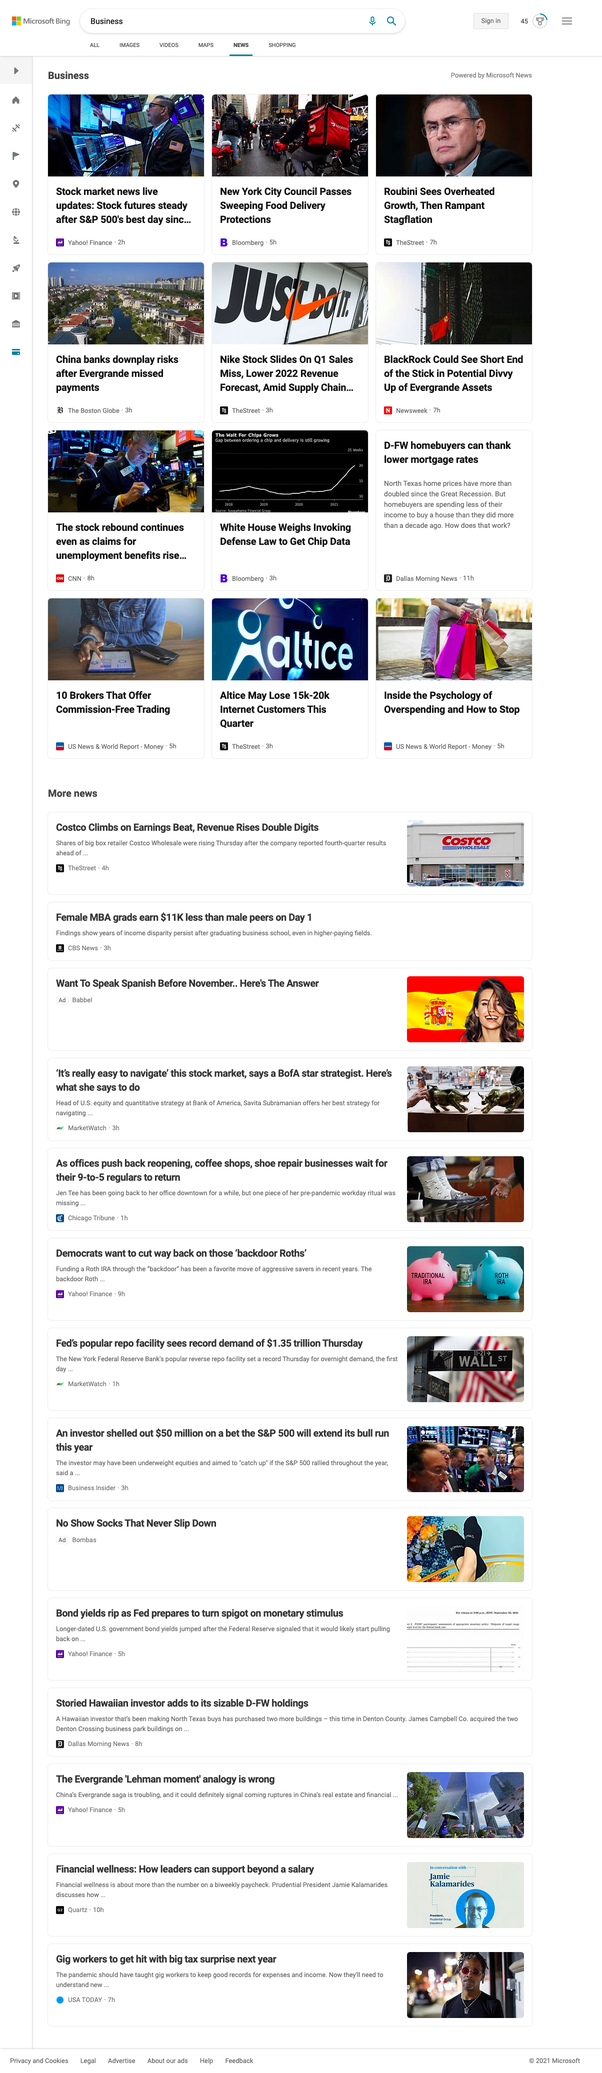 Microsoft Bing
Business
Sign in
45
ALL IMAGES VIDEOS MAPS NEWS SHOPPING
Business
Powered by Microsoft News
Stock market news live
updates: Stock futures steady
after S&P 500's best day sinc...
Yahoo! Finance · 2h
New York City Council Passes
Sweeping Food Delivery
Protections
Bloomberg · 5h
Roubini Sees Overheated
Growth, Then Rampant
Stagflation
TheStreet · 7h
China banks downplay risks
after Evergrande missed
payments
The Boston Globe · 3h
JUST DO IT.
Nike Stock Slides On Q1 Sales
Miss, Lower 2022 Revenue
Forecast, Amid Supply Chain...
TheStreet · 3h
BlackRock Could See Short End
of the Stick in Potential Divvy
Up of Evergrande Assets
Newsweek · 7h
The stock rebound continues
even as claims for
unemployment benefits rise...
CNN · 8h
The Wait For Chips Grows
Gap between ordering a chip and delivery is still growing
White House Weighs Invoking
Defense Law to Get Chip Data
Bloomberg · 3h
D-FW homebuyers can thank
lower mortgage rates
North Texas home prices have more than
doubled since the Great Recession. But
homebuyers are spending less of their
income to buy a house than they did more
than a decade ago. How does that work?
Dallas Morning News · 11h
10 Brokers That Offer
Commission-Free Trading
US News & World Report - Money · 5h
altice
Altice May Lose 15k-20k
Internet Customers This
Quarter
TheStreet · 3h
Inside the Psychology of
Overspending and How to Stop
US News & World Report - Money · 5h
More news
Costco Climbs on Earnings Beat, Revenue Rises Double Digits
Shares of big box retailer Costco Wholesale were rising Thursday after the company reported fourth-quarter results
ahead of ...
TheStreet · 4h
COSTCO
WHOLESALE
Female MBA grads earn $11K less than male peers on Day 1
Findings show years of income disparity persist after graduating business school, even in higher-paying fields.
CBS News · 3h
Want To Speak Spanish Before November.. Here's The Answer
Ad Babbel
'It's really easy to navigate' this stock market, says a BofA star strategist. Here's
what she says to do
Head of U.S. equity and quantitative strategy at Bank of America, Savita Subramanian offers her best strategy for
navigating ...
MarketWatch · 3h
As offices push back reopening, coffee shops, shoe repair businesses wait for
their 9-to-5 regulars to return
Jen Tee has been going back to her office downtown for a while, but one piece of her pre-pandemic workday ritual was
missing ...
Chicago Tribune · 1h
Democrats want to cut way back on those 'backdoor Roths'
Funding a Roth IRA through the "backdoor" has been a favorite move of aggressive savers in recent years. The
backdoor Roth ...
Yahoo! Finance · 9h
TRADITIONAL
IRA
ROTH
IRA
Fed's popular repo facility sees record demand of $1.35 trillion Thursday
The New York Federal Reserve Bank's popular reverse repo facility set a record Thursday for overnight demand, the first
day ...
MarketWatch · 1h
WALL ST
An investor shelled out $50 million on a bet the S&P 500 will extend its bull run
this year
The investor may have been underweight equities and aimed to "catch up" if the S&P 500 rallied throughout the year,
said a ...
Business Insider · 3h
No Show Socks That Never Slip Down
Ad Bombas
Bond yields rip as Fed prepares to turn spigot on monetary stimulus
Longer-dated U.S. government bond yields jumped after the Federal Reserve signaled that it would likely start pulling
back on ...
Yahoo! Finance · 5h
Storied Hawaiian investor adds to its sizable D-FW holdings
A Hawaiian investor that's been making North Texas buys has purchased two more buildings – this time in Denton County. James Campbell Co. acquired the two
Denton Crossing business park buildings on ...
Dallas Morning News · 8h
The Evergrande 'Lehman moment' analogy is wrong
China's Evergrande saga is troubling, and it could definitely signal coming ruptures in China's real estate and financial ...
Yahoo! Finance · 5h
Financial wellness: How leaders can support beyond a salary
Financial wellness is about more than the number on a biweekly paycheck. Prudential President Jamie Kalamarides
discusses how ...
Quartz · 10h
In conversation with
Jamie
Kalamarides
Gig workers to get hit with big tax surprise next year
The pandemic should have taught gig workers to keep good records for expenses and income. Now they'll need to
understand new ...
USA TODAY · 7h
Privacy and Cookies Legal Advertise About our ads Help Feedback
© 2021 Microsoft